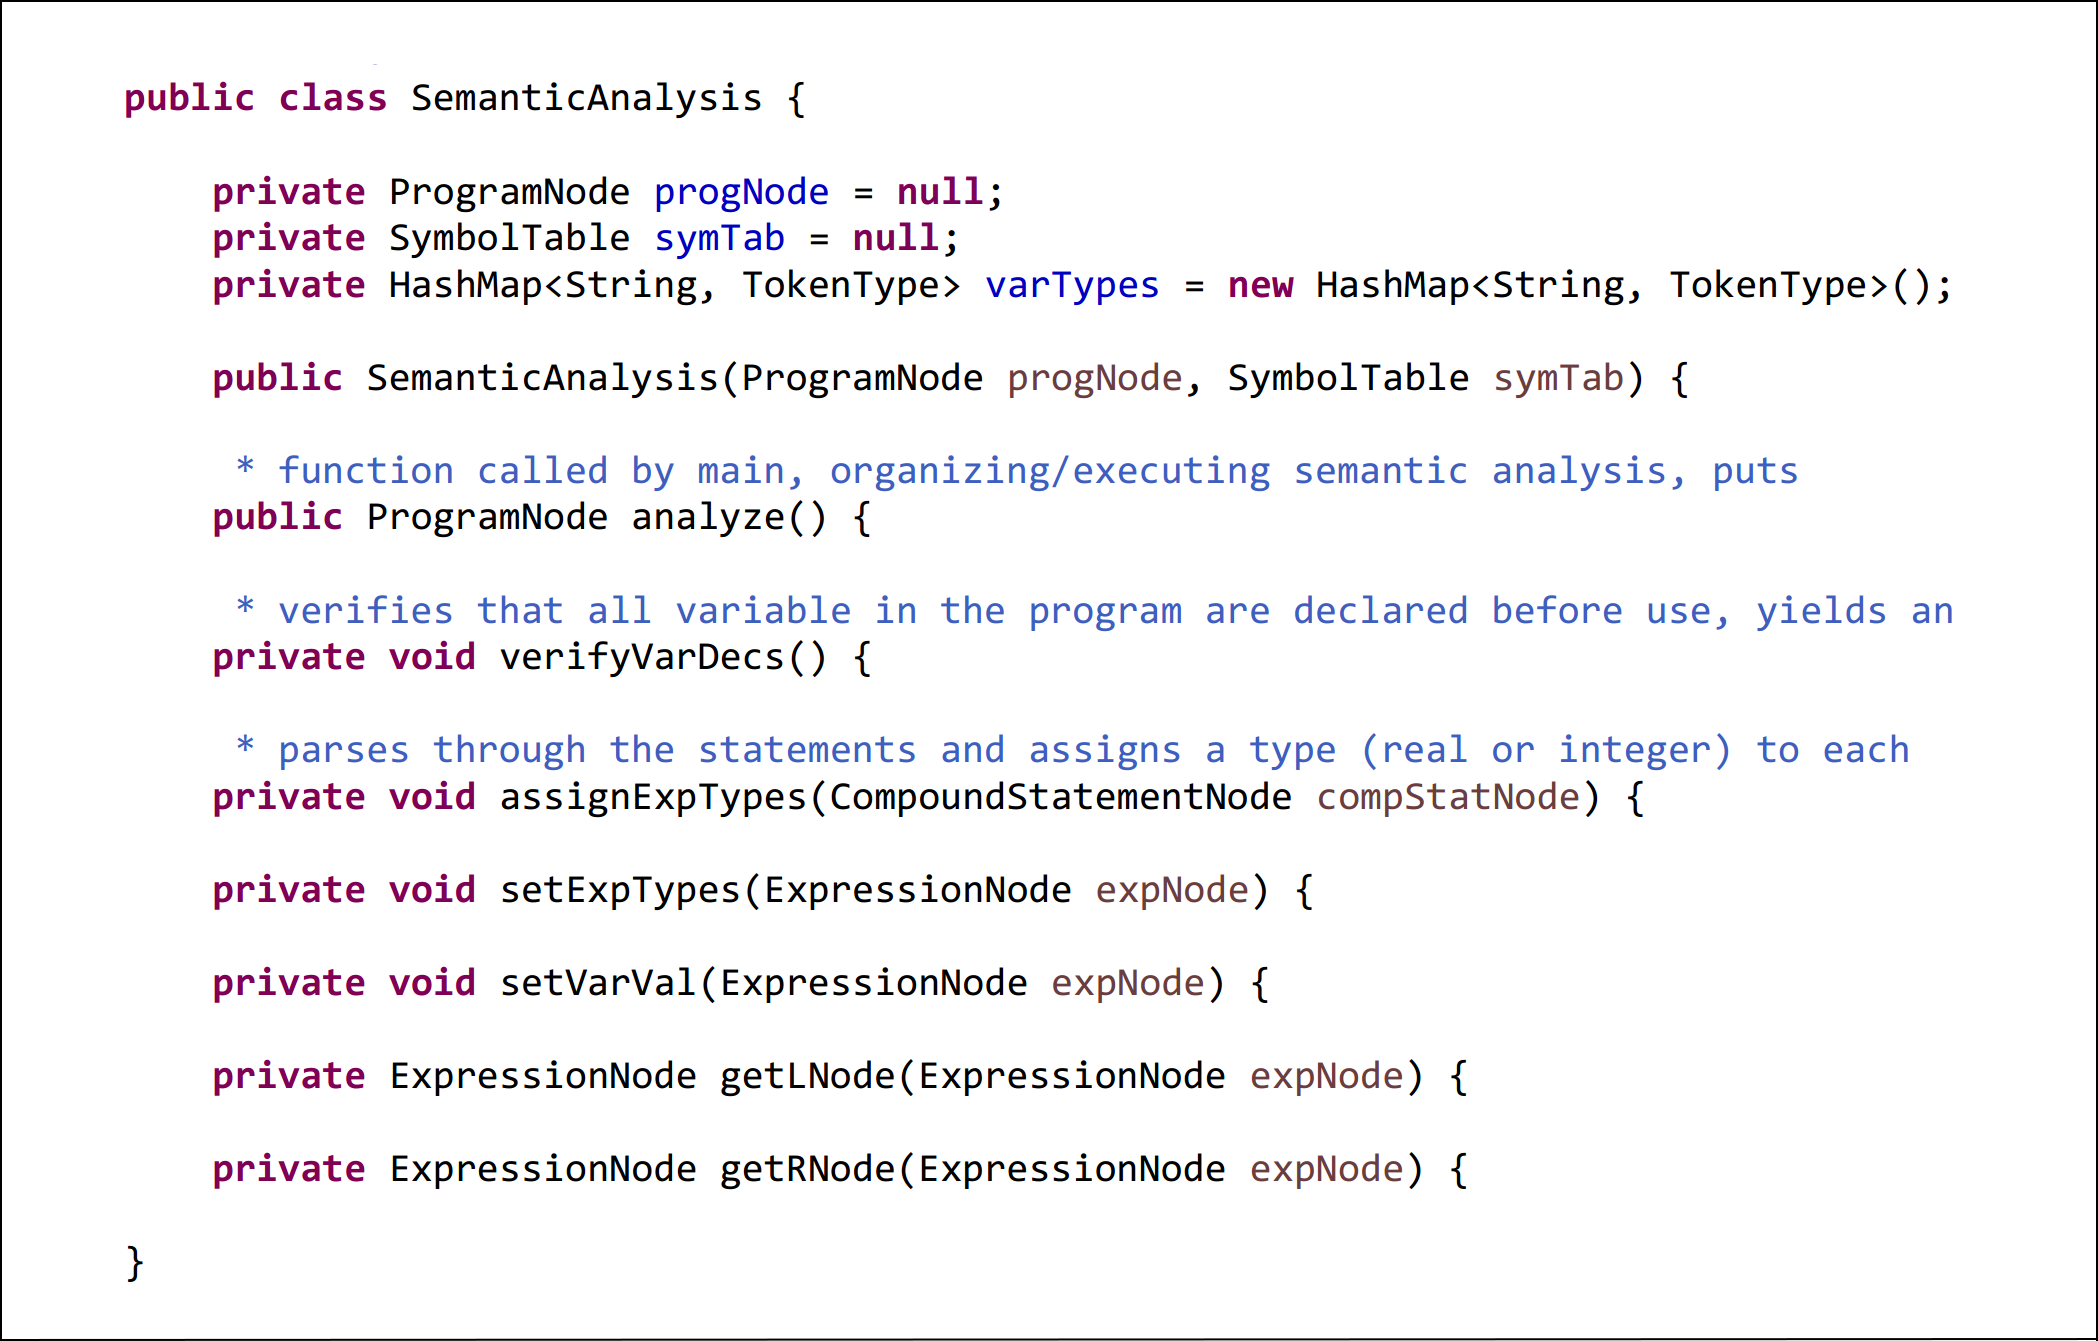 public class SemanticAnalysis {
private ProgramNode progNode = null;
private SymbolTable symTab = null;
private HashMap<String, TokenType> varTypes = new HashMap<String, TokenType>();
public SemanticAnalysis(ProgramNode progNode, SymbolTable symTab) {
* function called by main, organizing/executing semantic analysis, puts
public ProgramNode analyze() {
* verifies that all variable in the program are declared before use, yields an
private void verifyVarDecs() {
* parses through the statements and assigns a type (real or integer) to each
private void assignExpTypes(CompoundStatementNode compStatNode) {
private void setExpTypes(ExpressionNode expNode) {
private void setVarVal(ExpressionNode expNode) {
private ExpressionNode getLNode(ExpressionNode expNode) {
private ExpressionNode getRNode(ExpressionNode expNode) {
}